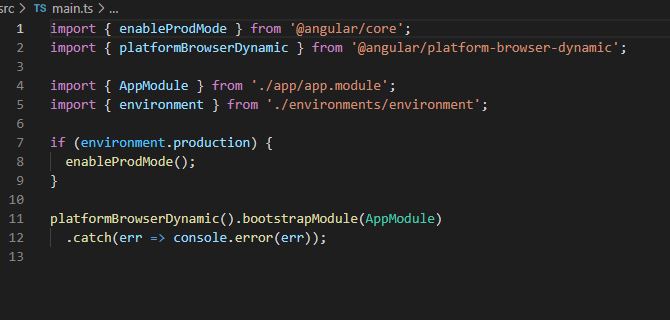 src > TS main.ts > ...
1 import { enableProdMode } from '@angular/core';
2 import { platformBrowserDynamic } from '@angular/platform-browser-dynamic';
3
4 import { AppModule } from './app/app.module';
5 import { environment } from './environments/environment';
6
7 if (environment.production) {
8   enableProdMode();
9 }
10
11 platformBrowserDynamic().bootstrapModule(AppModule)
12   .catch(err => console.error(err));
13